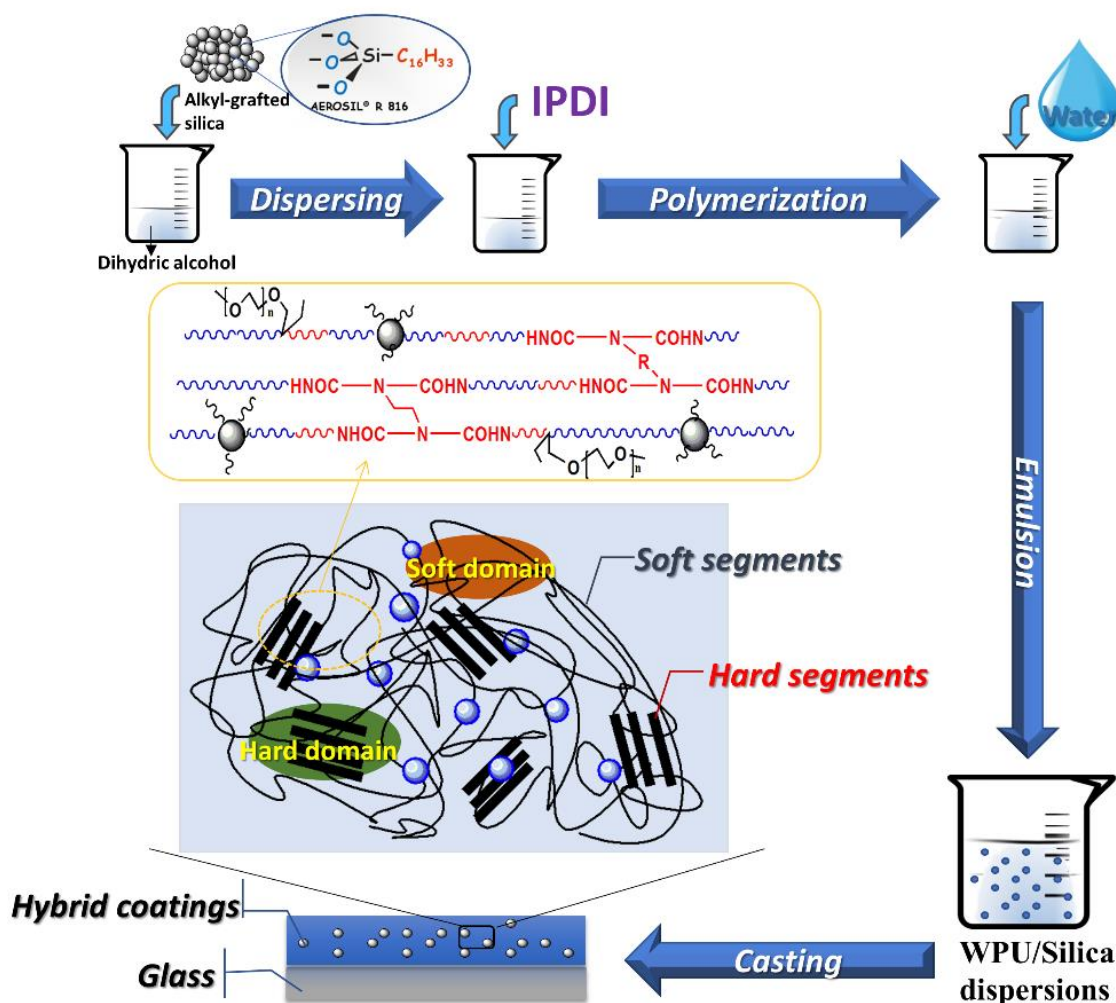 Si
C16H33
O
O
O
AEROSIL® R 816
Alkyl-grafted
silica
IPDI
Water
Dispersing
Polymerization
Dihydric alcohol
[O O n
HNOC N COHN
R
HNOC N COHN HNOC N COHN
NHOC N COHN
O [ O ]n
Emulsion
Soft domain
Soft segments
Hard segments
Hard domain
Hybrid coatings
Glass
Casting
WPU/Silica
dispersions